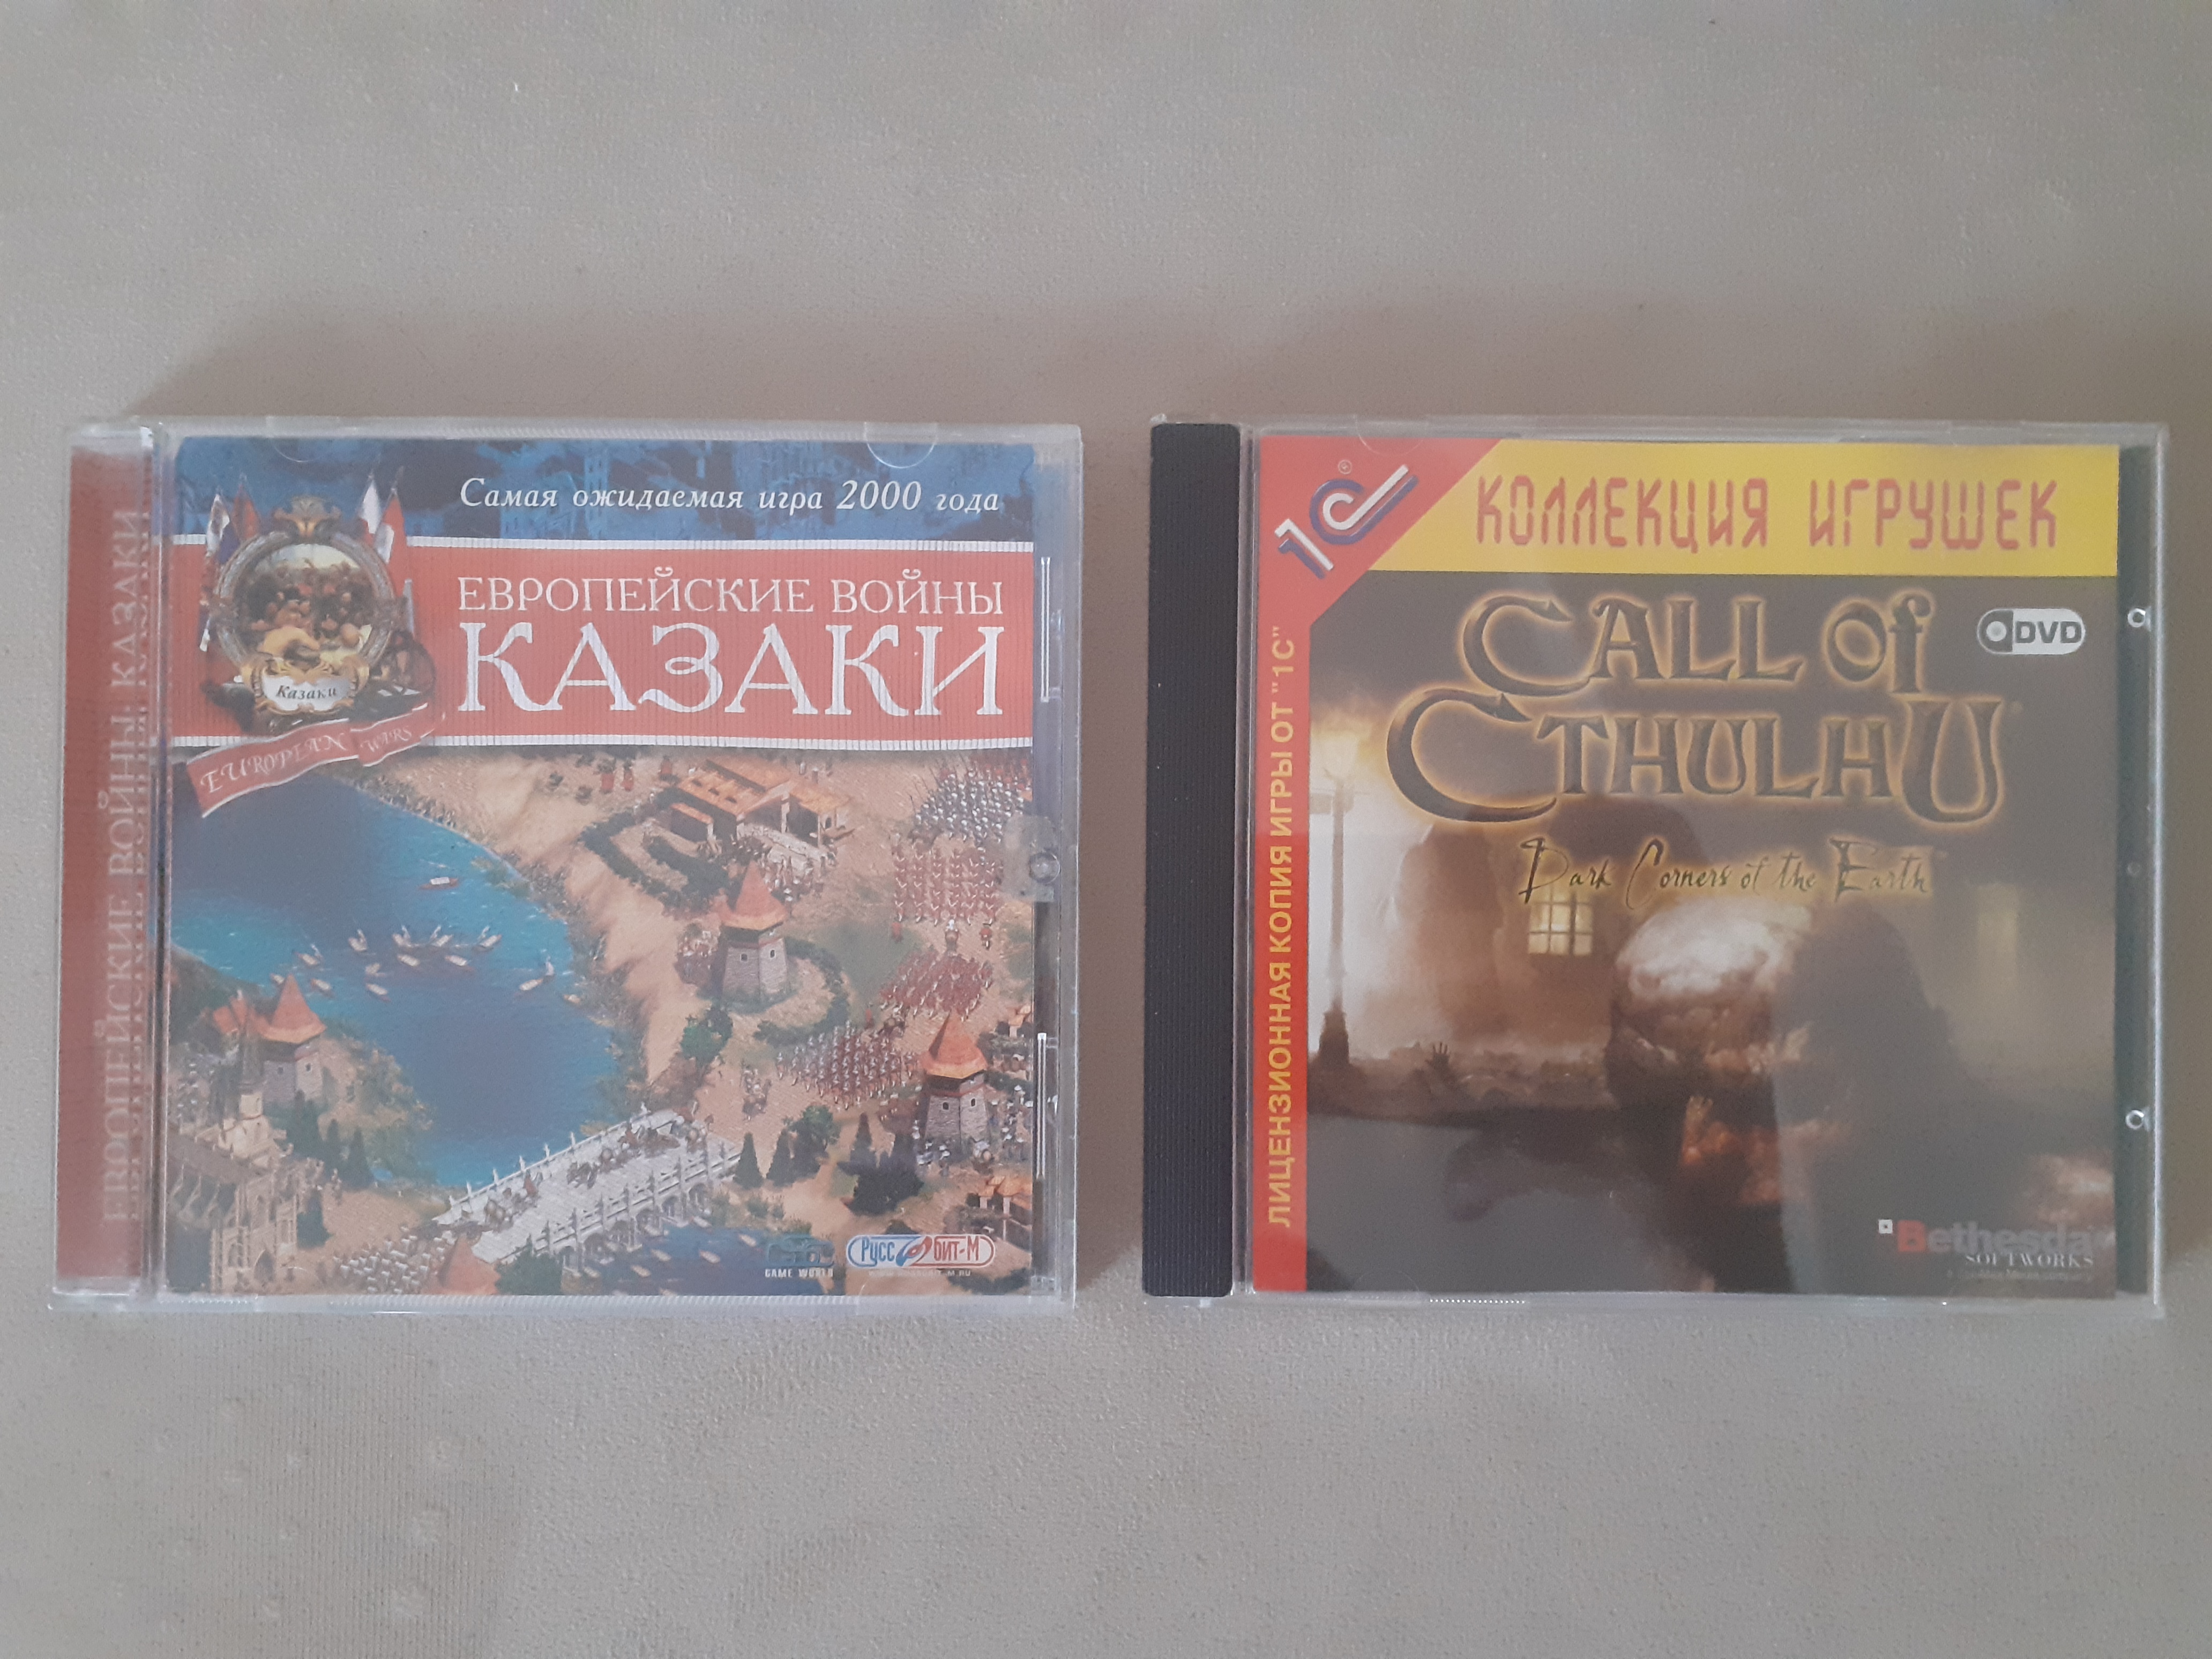 ЕВРОПЕЙСКИЕ ВОЙНЫ: КАЗАКИ
Самая ожидаемая игра 2000 года
ЕВРОПЕЙСКИЕ ВОЙНЫ
КАЗАКИ
Казаки
EUROPEAN WARS
GAME WORLD
Русс бит-М
1С®
КОЛЛЕКЦИЯ ИГРУШЕК
ЛИЦЕНЗИОННАЯ КОПИЯ ИГРЫ ОТ "1С"
DVD
CALL Of
CTHULHU®
Dark Corners of the Earth™
Bethesda
SOFTWORKS